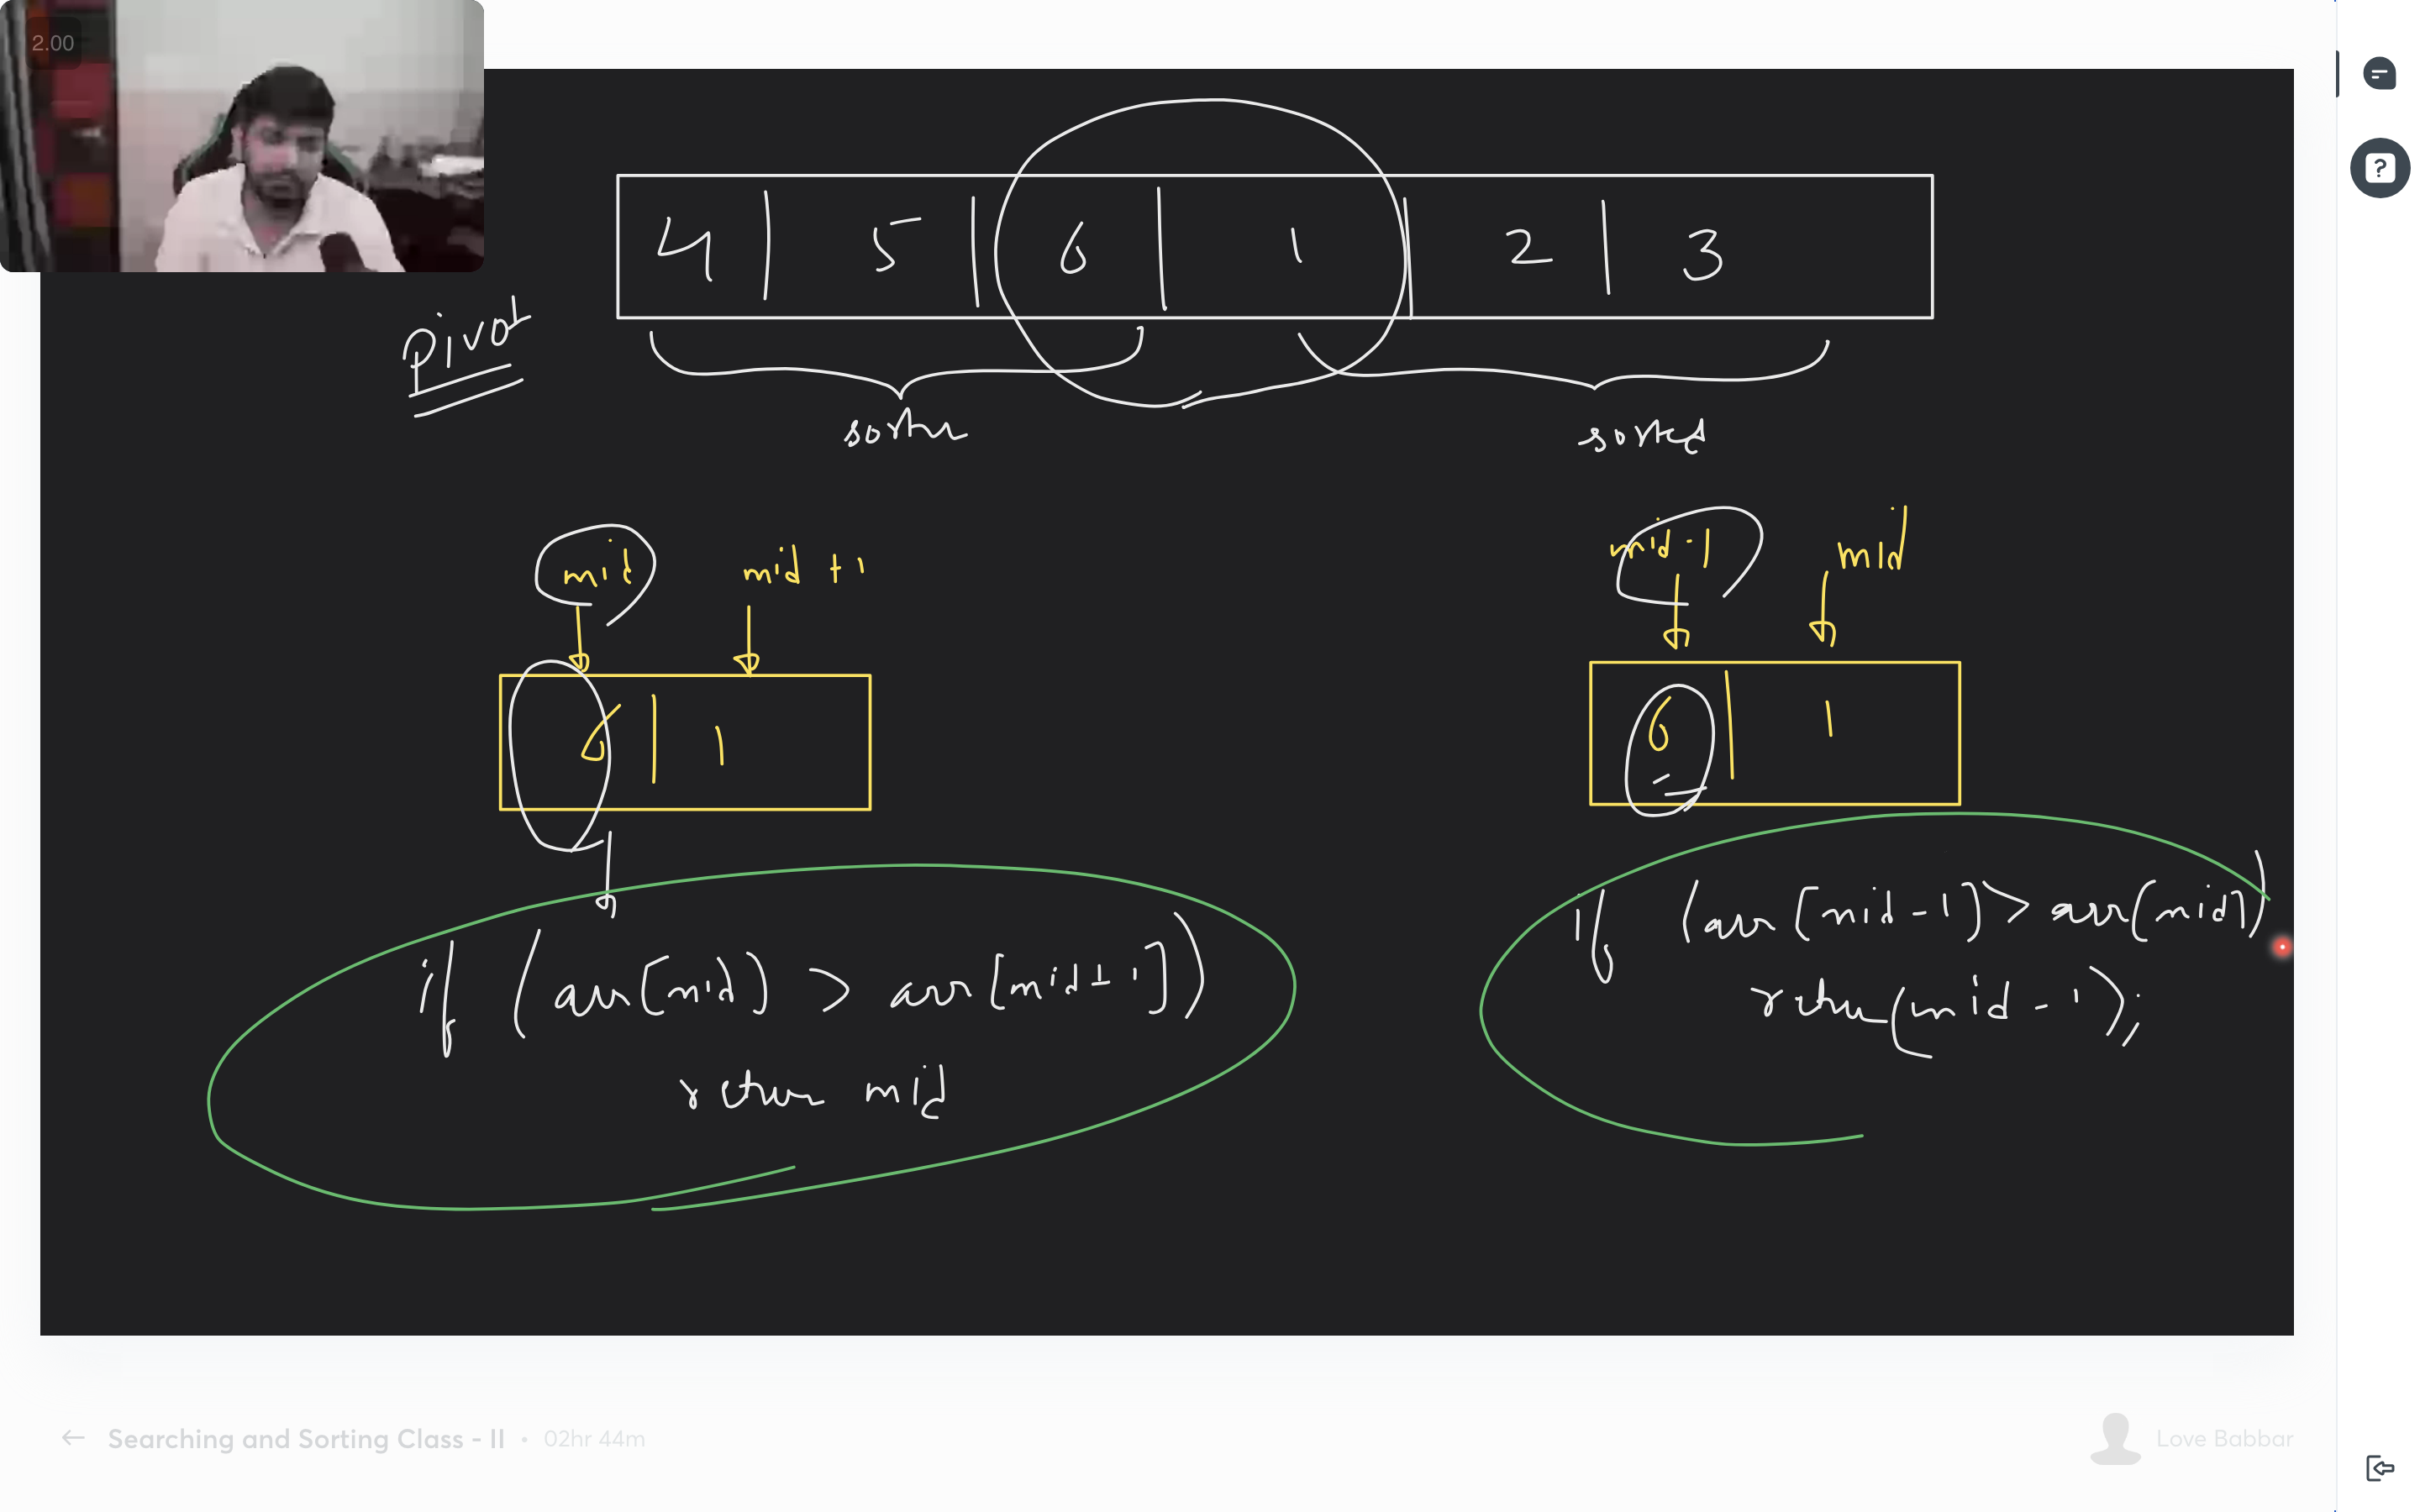 2.00
4 | 5 | 6 | 1 | 2 | 3
Pivot
sorted
mid mid + 1
6 | 1
if (arr[mid] > arr[mid+1])
return mid
mid-1 mid
6 | 1
if (arr[mid-1] > arr[mid])
return (mid-1);
Searching and Sorting Class - II • 02hr 44m
Love Babbar